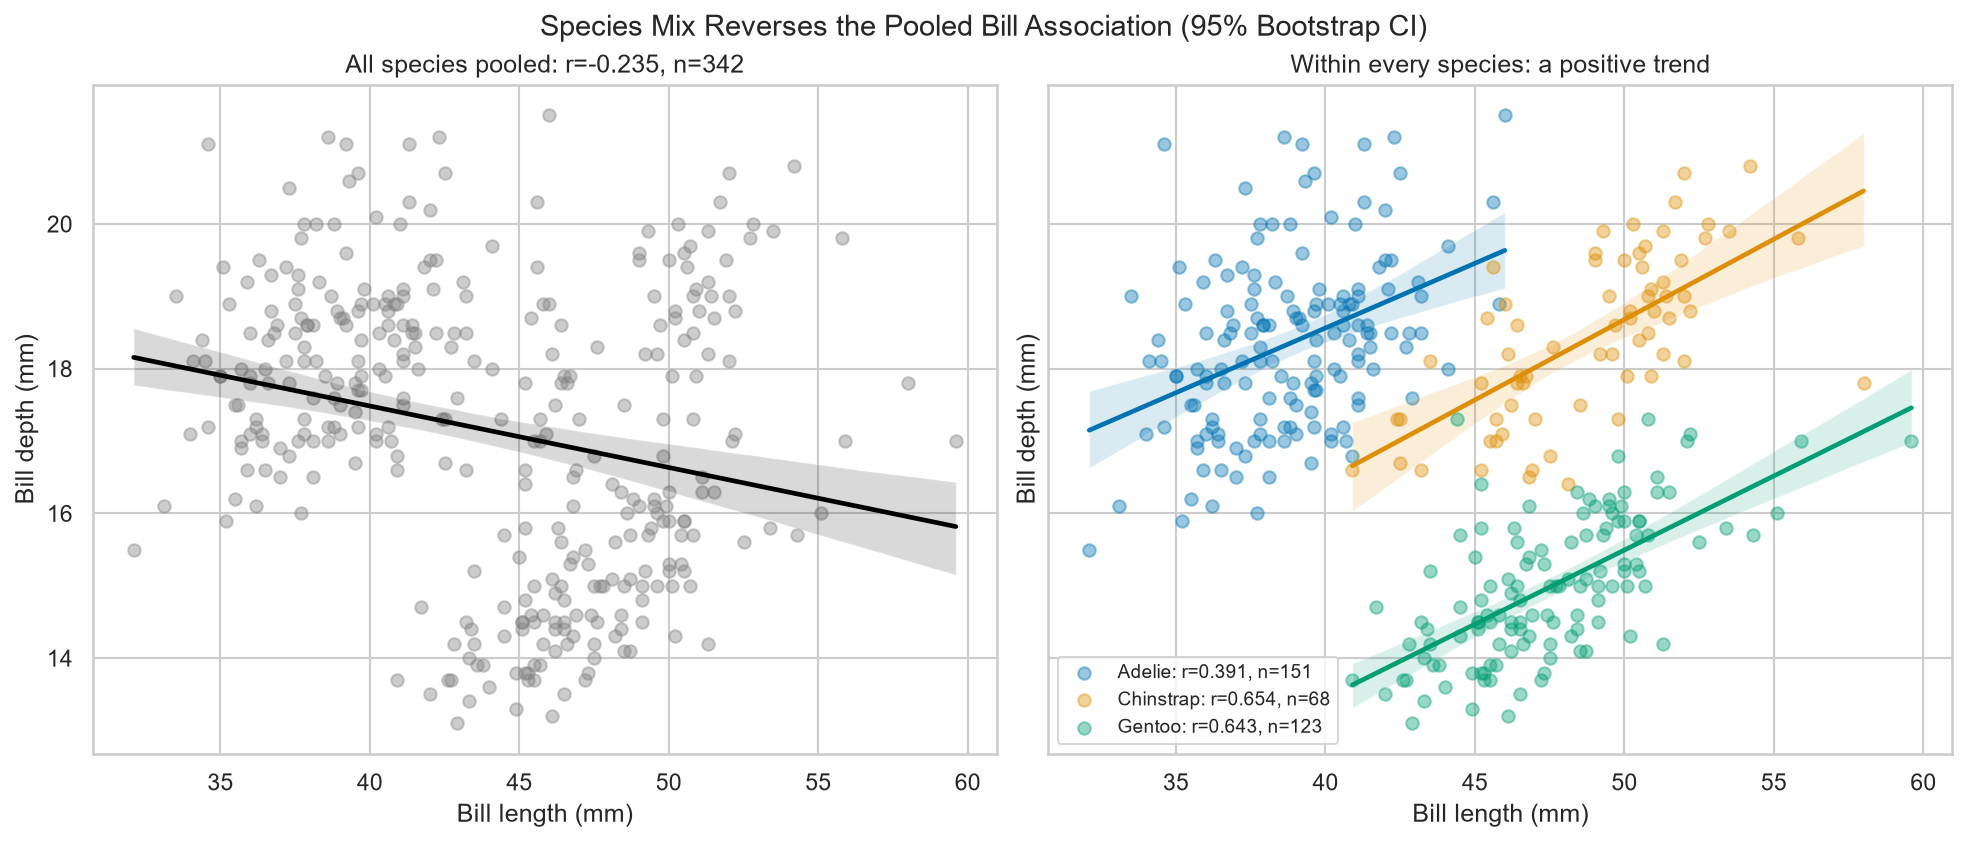 Species Mix Reverses the Pooled Bill Association (95% Bootstrap CI)
All species pooled: r=-0.235, n=342
Bill depth (mm)
20
18
16
14
35 40 45 50 55 60
Bill length (mm)
Within every species: a positive trend
Bill depth (mm)
Adelie: r=0.391, n=151
Chinstrap: r=0.654, n=68
Gentoo: r=0.643, n=123
35 40 45 50 55 60
Bill length (mm)